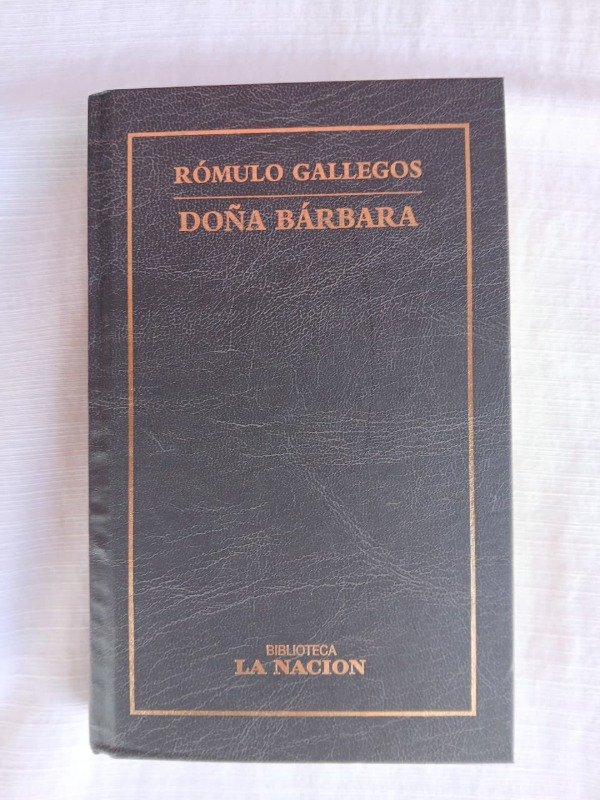 RÓMULO GALLEGOS
DOÑA BÁRBARA
BIBLIOTECA
LA NACION